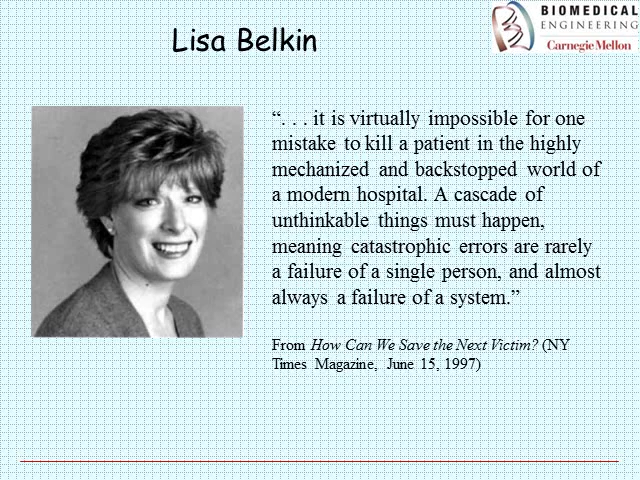 Lisa Belkin
BIOMEDICAL
ENGINEERING
Carnegie Mellon
“. . . it is virtually impossible for one
mistake to kill a patient in the highly
mechanized and backstopped world of
a modern hospital. A cascade of
unthinkable things must happen,
meaning catastrophic errors are rarely
a failure of a single person, and almost
always a failure of a system.”
From How Can We Save the Next Victim? (NY
Times Magazine, June 15, 1997)